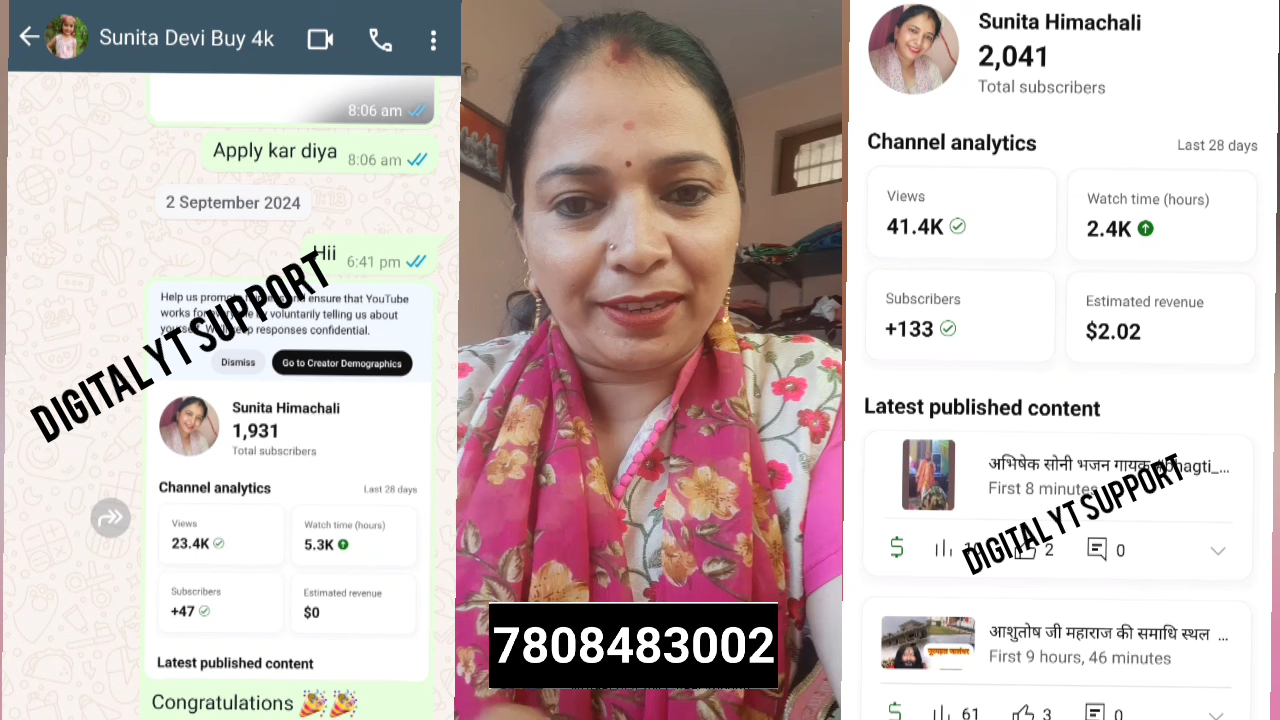 Sunita Devi Buy 4k
8:06 am
Apply kar diya 8:06 am
2 September 2024
Hii 6:41 pm
ensure that YouTube
voluntarily telling us about
responses confidential.
Dismiss
Go to Creator Demographics
Sunita Himachali
1,931
Total subscribers
Channel analytics
Last 28 days
Views
23.4K
Watch time (hours)
5.3K
Subscribers
+47
Estimated revenue
$0
Latest published content
Congratulations 🎉🎉
DIGITAL YT SUPPORT
7808483002
Sunita Himachali
2,041
Total subscribers
Channel analytics
Last 28 days
Views
41.4K
Watch time (hours)
2.4K
Subscribers
+133
Estimated revenue
$2.02
Latest published content
अभिषेक सोनी भजन गायक
First 8 minutes
2
0
DIGITAL YT SUPPORT
आशुतोष जी महाराज की समाधि स्थल ...
First 9 hours, 46 minutes
61
3
0